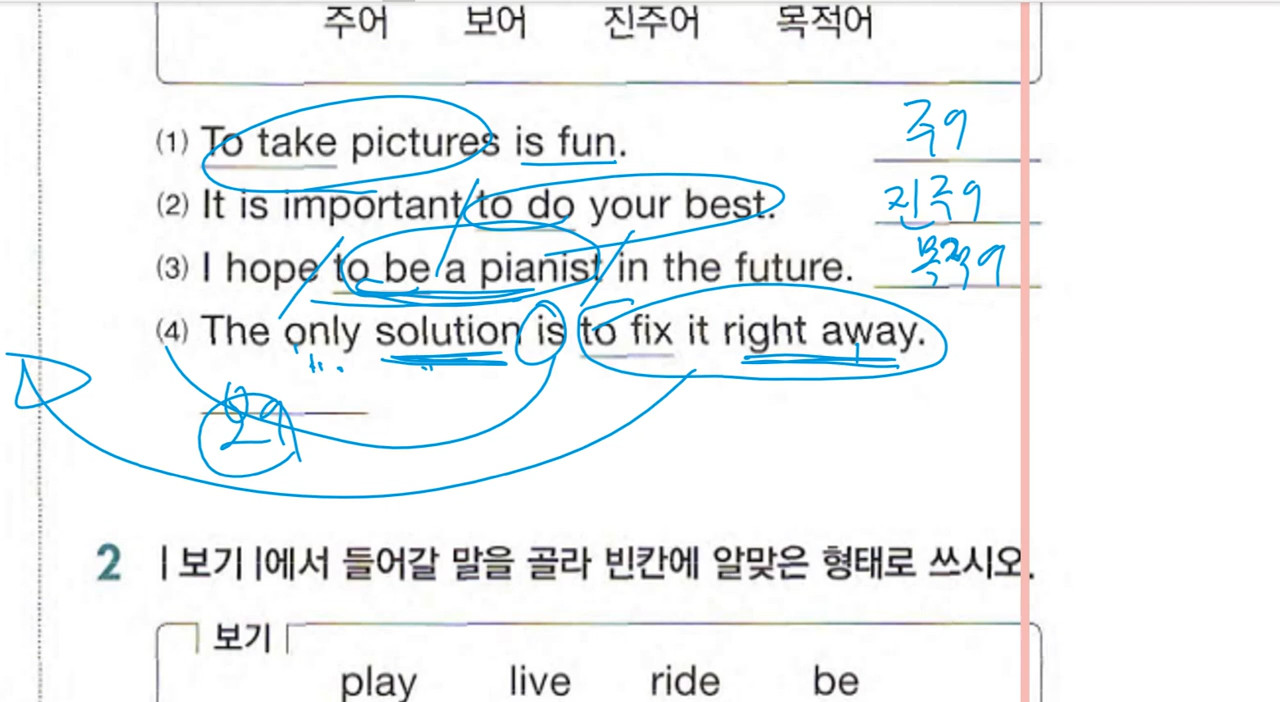 주어 보어 진주어 목적어
(1) To take pictures is fun. 주어
(2) It is important to do your best. 진주어
(3) I hope to be a pianist in the future. 목적어
(4) The only solution is to fix it right away.
보어
2 |보기|에서 들어갈 말을 골라 빈칸에 알맞은 형태로 쓰시오.
보기
play live ride be